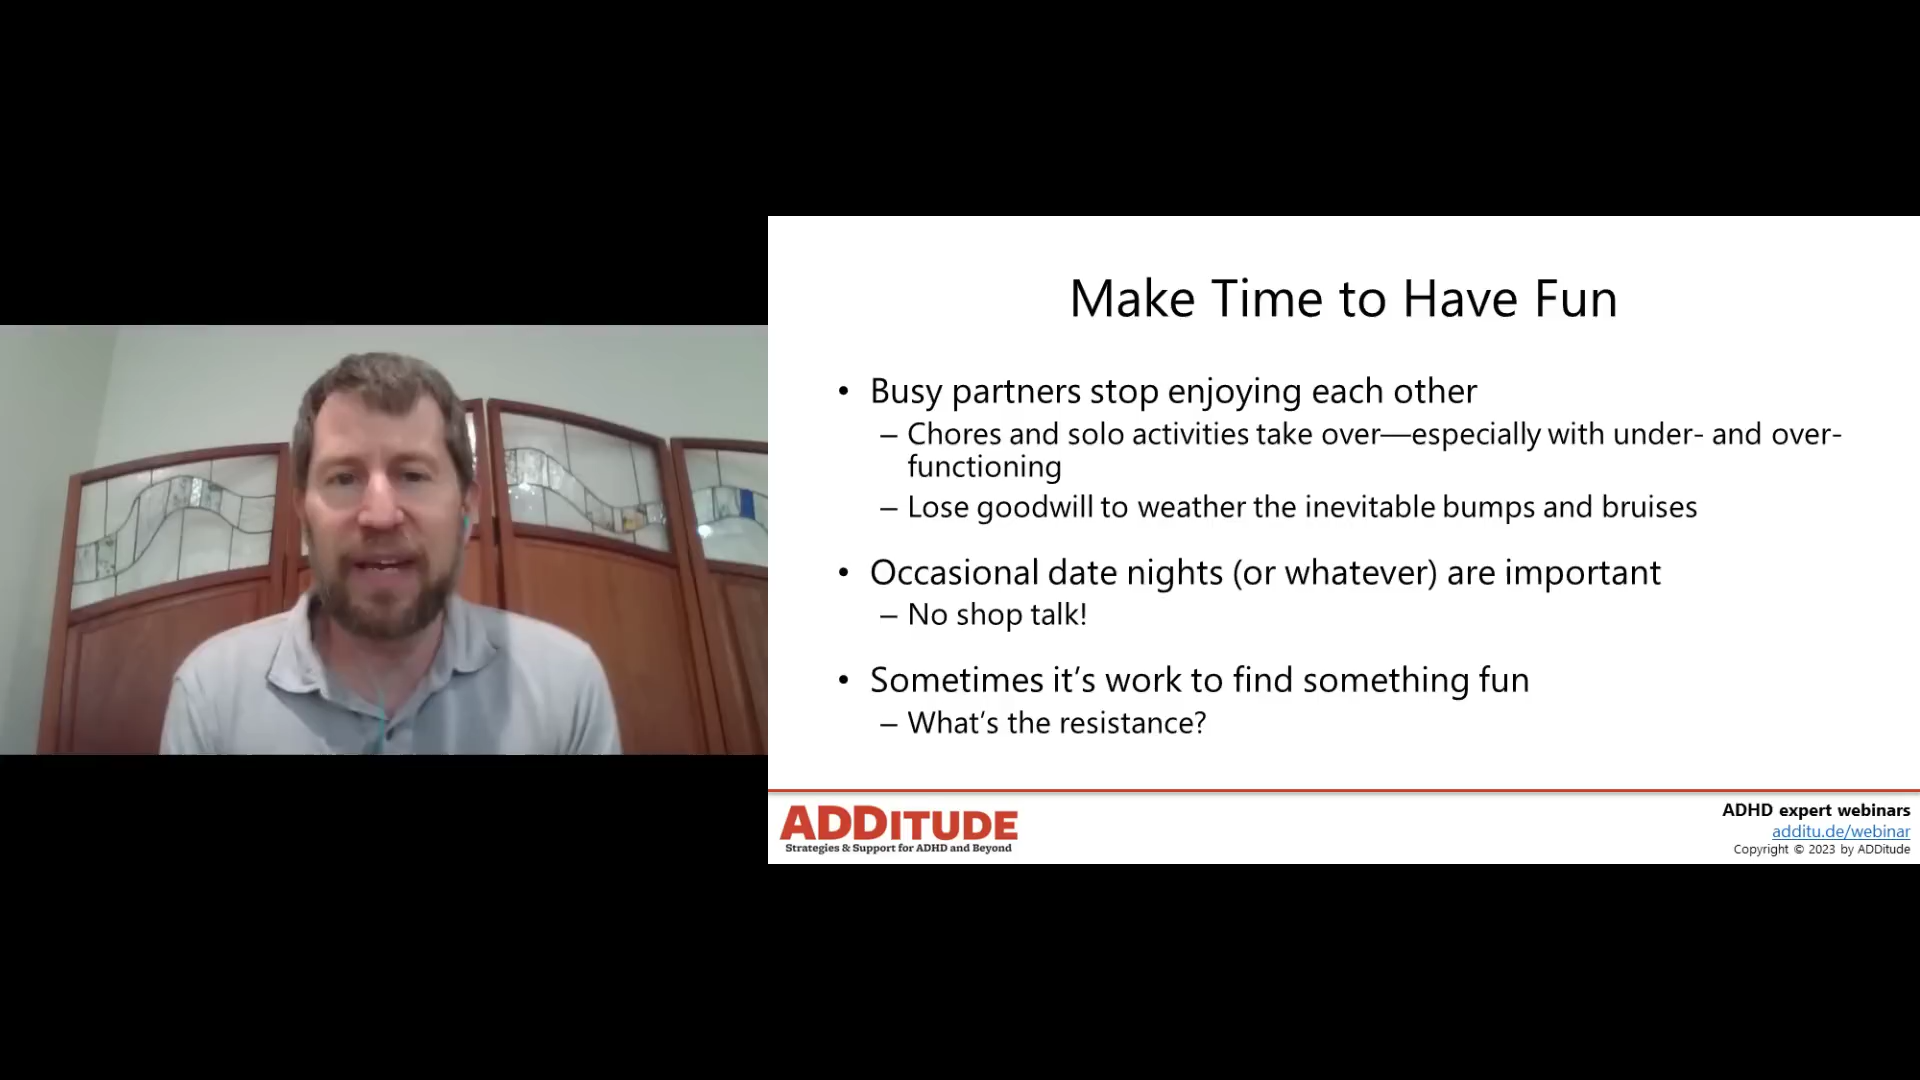 Make Time to Have Fun
• Busy partners stop enjoying each other
– Chores and solo activities take over—especially with under- and over-
functioning
– Lose goodwill to weather the inevitable bumps and bruises
• Occasional date nights (or whatever) are important
– No shop talk!
• Sometimes it’s work to find something fun
– What’s the resistance?
ADDITUDE
Strategies & Support for ADHD and Beyond
ADHD expert webinars
additu.de/webinar
Copyright © 2023 by ADDitude